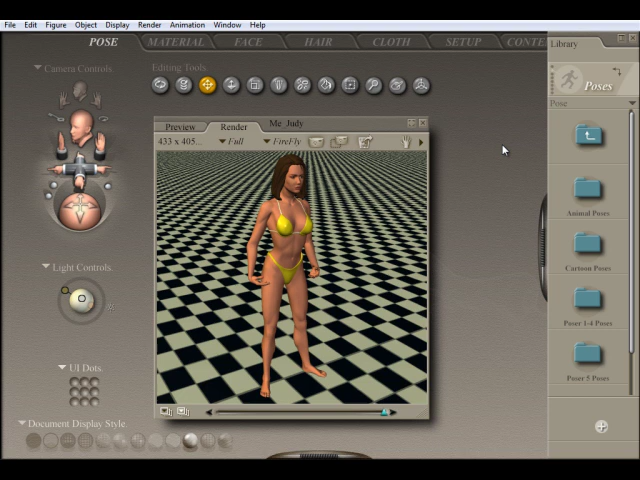 File Edit Figure Object Display Render Animation Window Help
POSE MATERIAL FACE HAIR CLOTH SETUP CONTE
Library
Camera Controls
Editing Tools
Poses
Pose
Me Judy
Preview Render
433 x 405... Full FireFly
Animal Poses
Cartoon Poses
Light Controls
Poser 1-4 Poses
UI Dots
Poser 5 Poses
Document Display Style